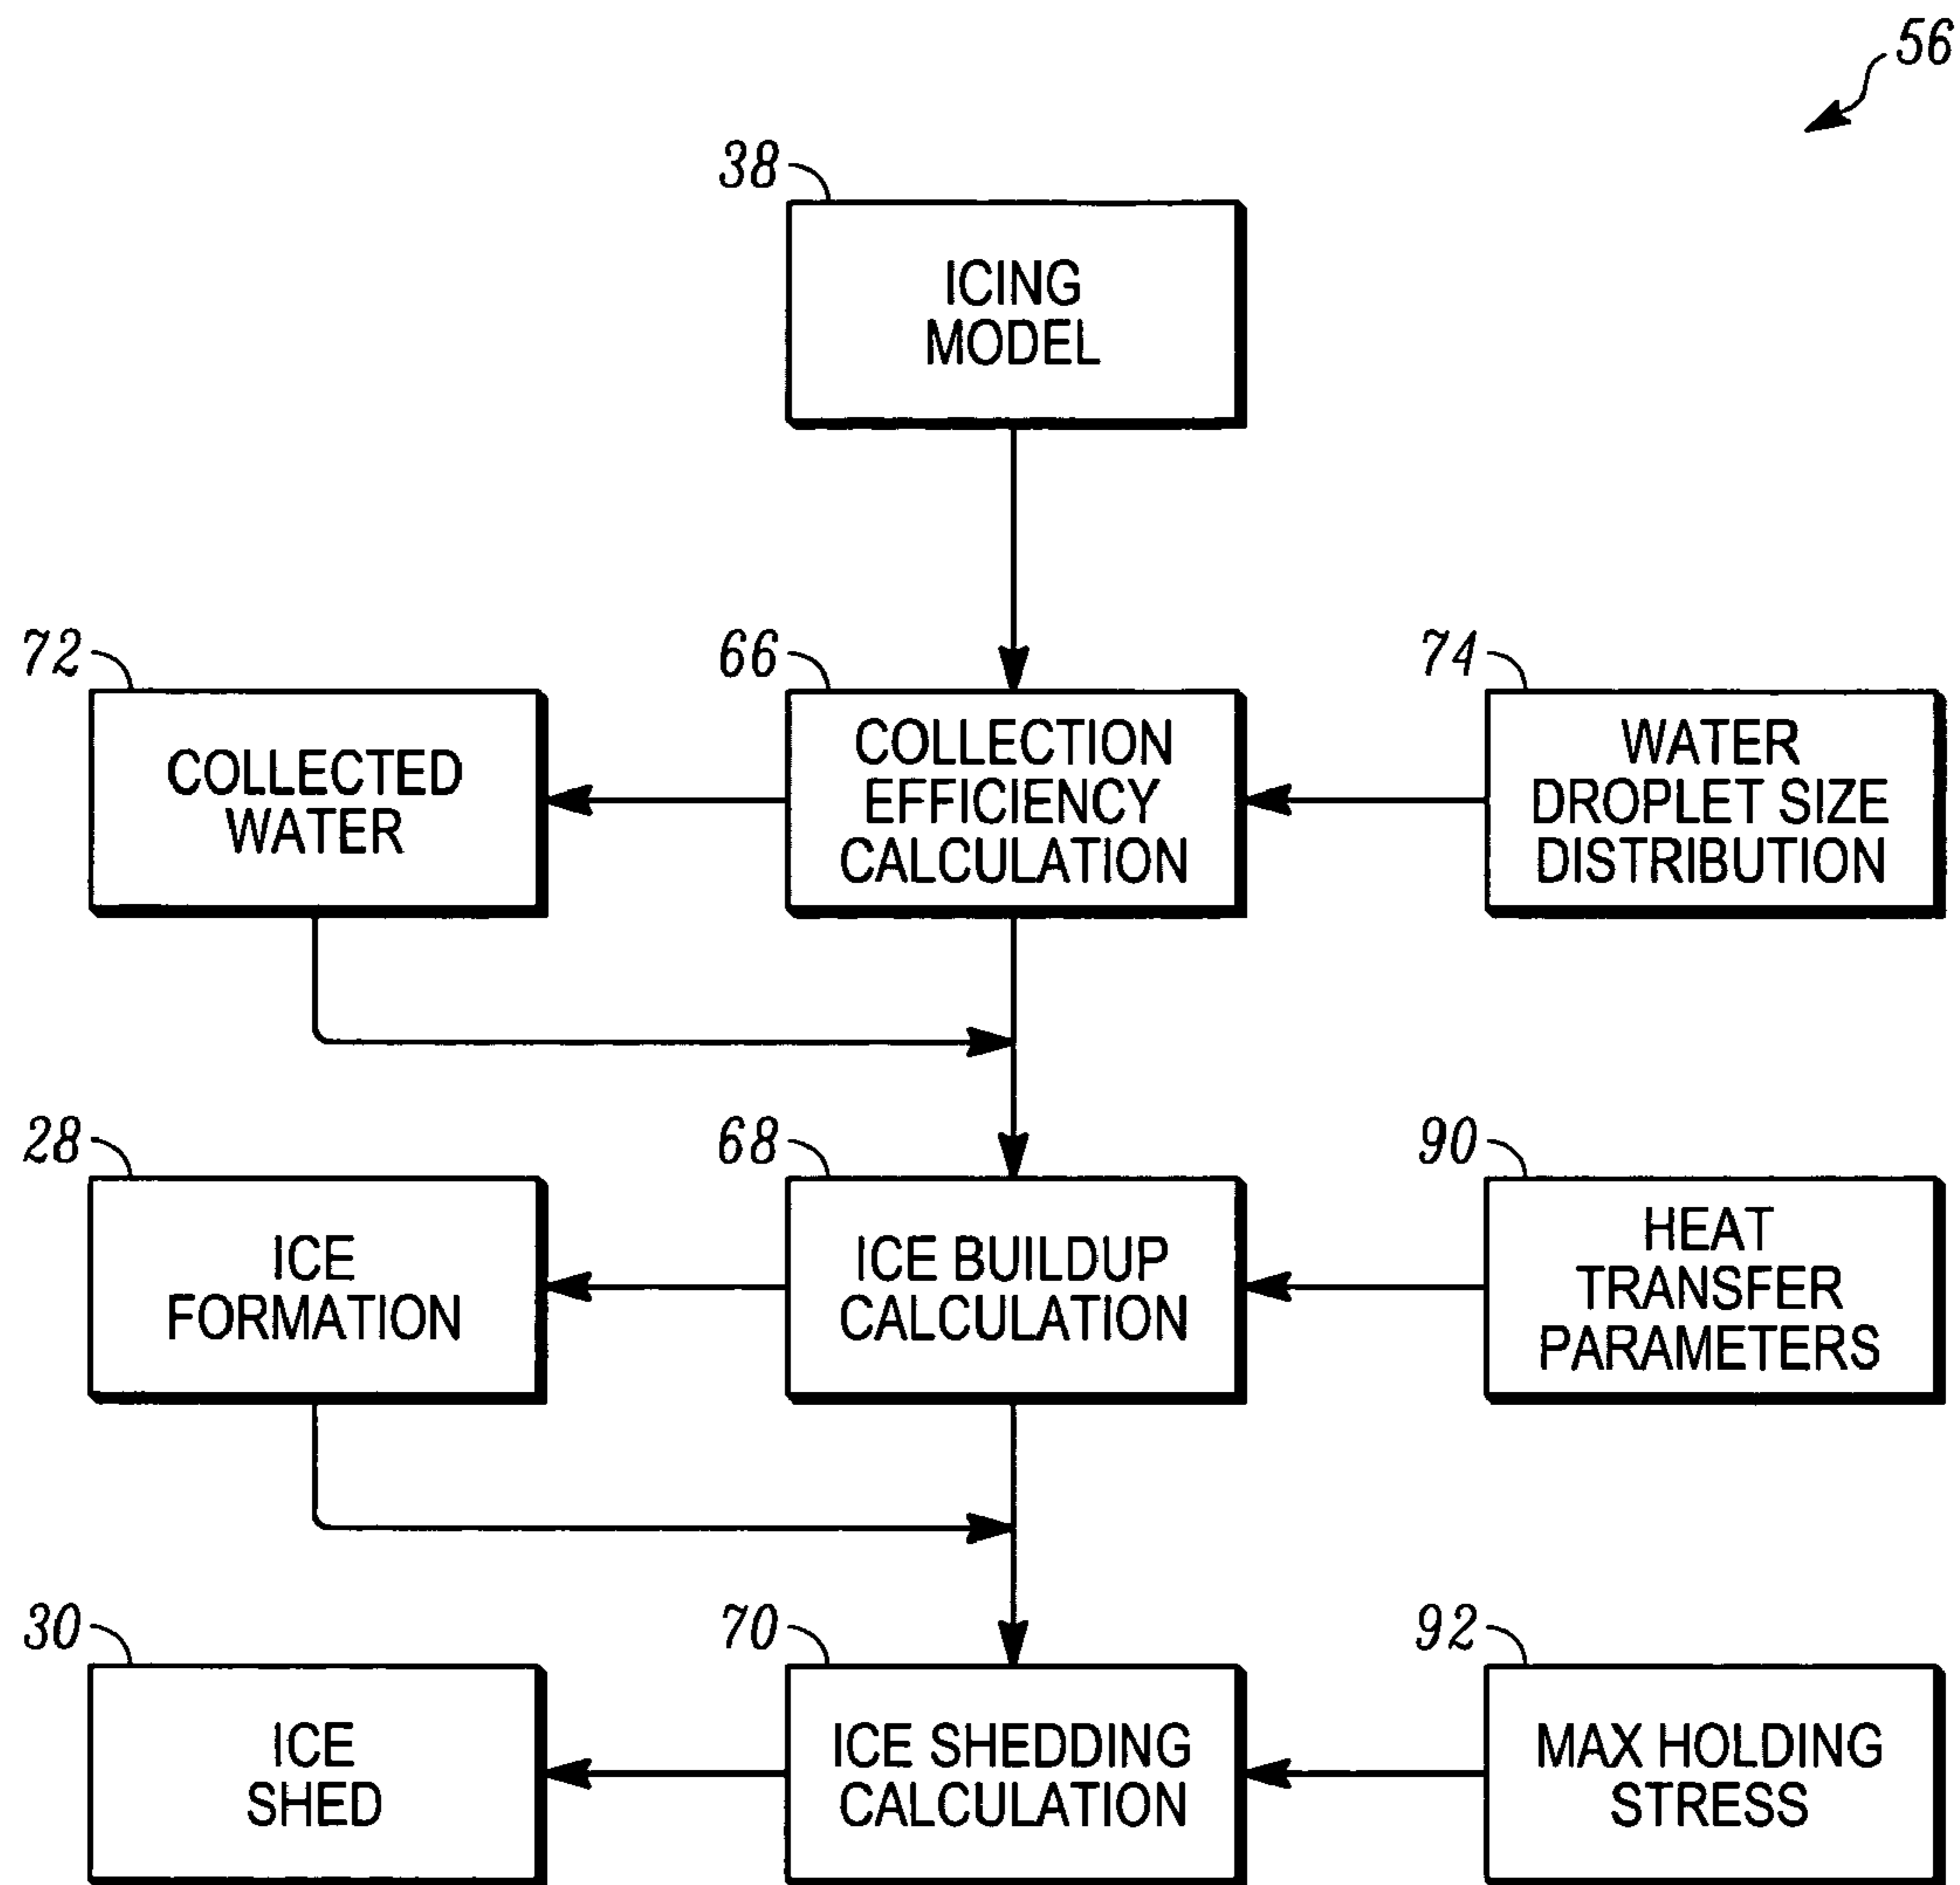 56
38
ICING
MODEL
72
COLLECTED
WATER
66
COLLECTION
EFFICIENCY
CALCULATION
74
WATER
DROPLET SIZE
DISTRIBUTION
28
ICE
FORMATION
68
ICE BUILDUP
CALCULATION
90
HEAT
TRANSFER
PARAMETERS
30
ICE
SHED
70
ICE SHEDDING
CALCULATION
92
MAX HOLDING
STRESS